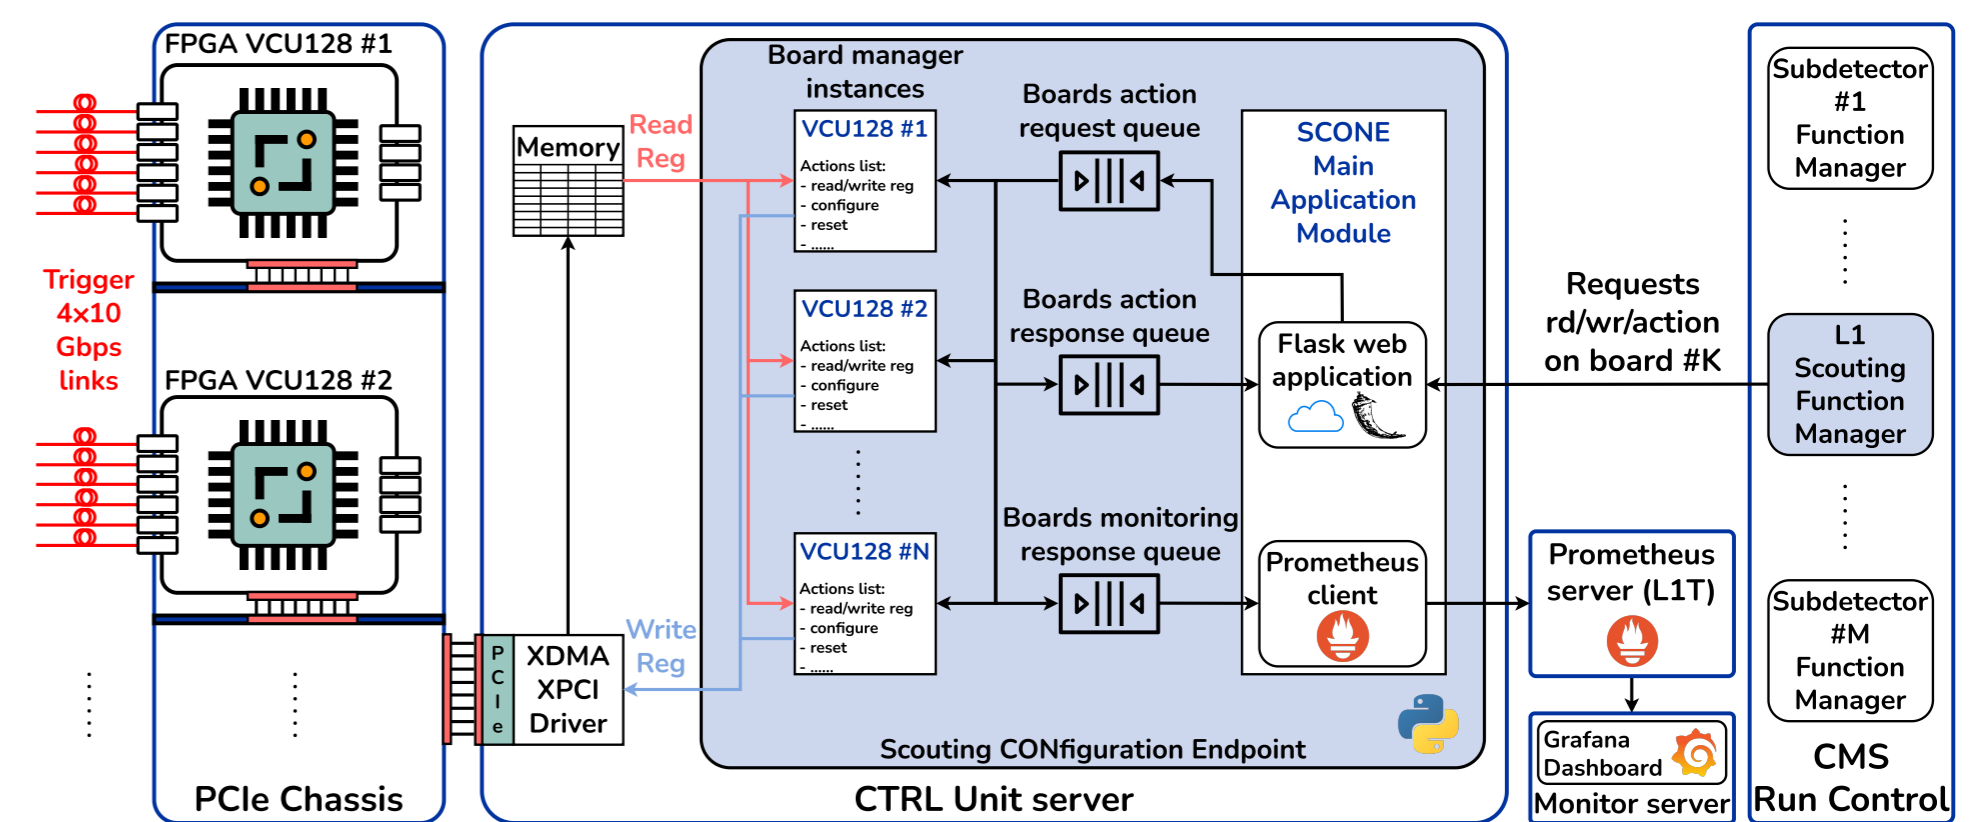 FPGA VCU128 #1
Trigger
4x10
Gbps
links
FPGA VCU128 #2
PCIe Chassis
Memory
Read
Reg
Write
Reg
PCIe
XDMA
XPCI
Driver
Board manager
instances
VCU128 #1
Actions list:
- read/write reg
- configure
- reset
- ......
VCU128 #2
Actions list:
- read/write reg
- configure
- reset
- ......
VCU128 #N
Actions list:
- read/write reg
- configure
- reset
- ......
Boards action
request queue
Boards action
response queue
Boards monitoring
response queue
SCONE
Main
Application
Module
Flask web
application
Prometheus
client
Scouting CONfiguration Endpoint
CTRL Unit server
Requests
rd/wr/action
on board #K
Prometheus
server (L1T)
Grafana
Dashboard
Monitor server
Subdetector
#1
Function
Manager
L1
Scouting
Function
Manager
Subdetector
#M
Function
Manager
CMS
Run Control